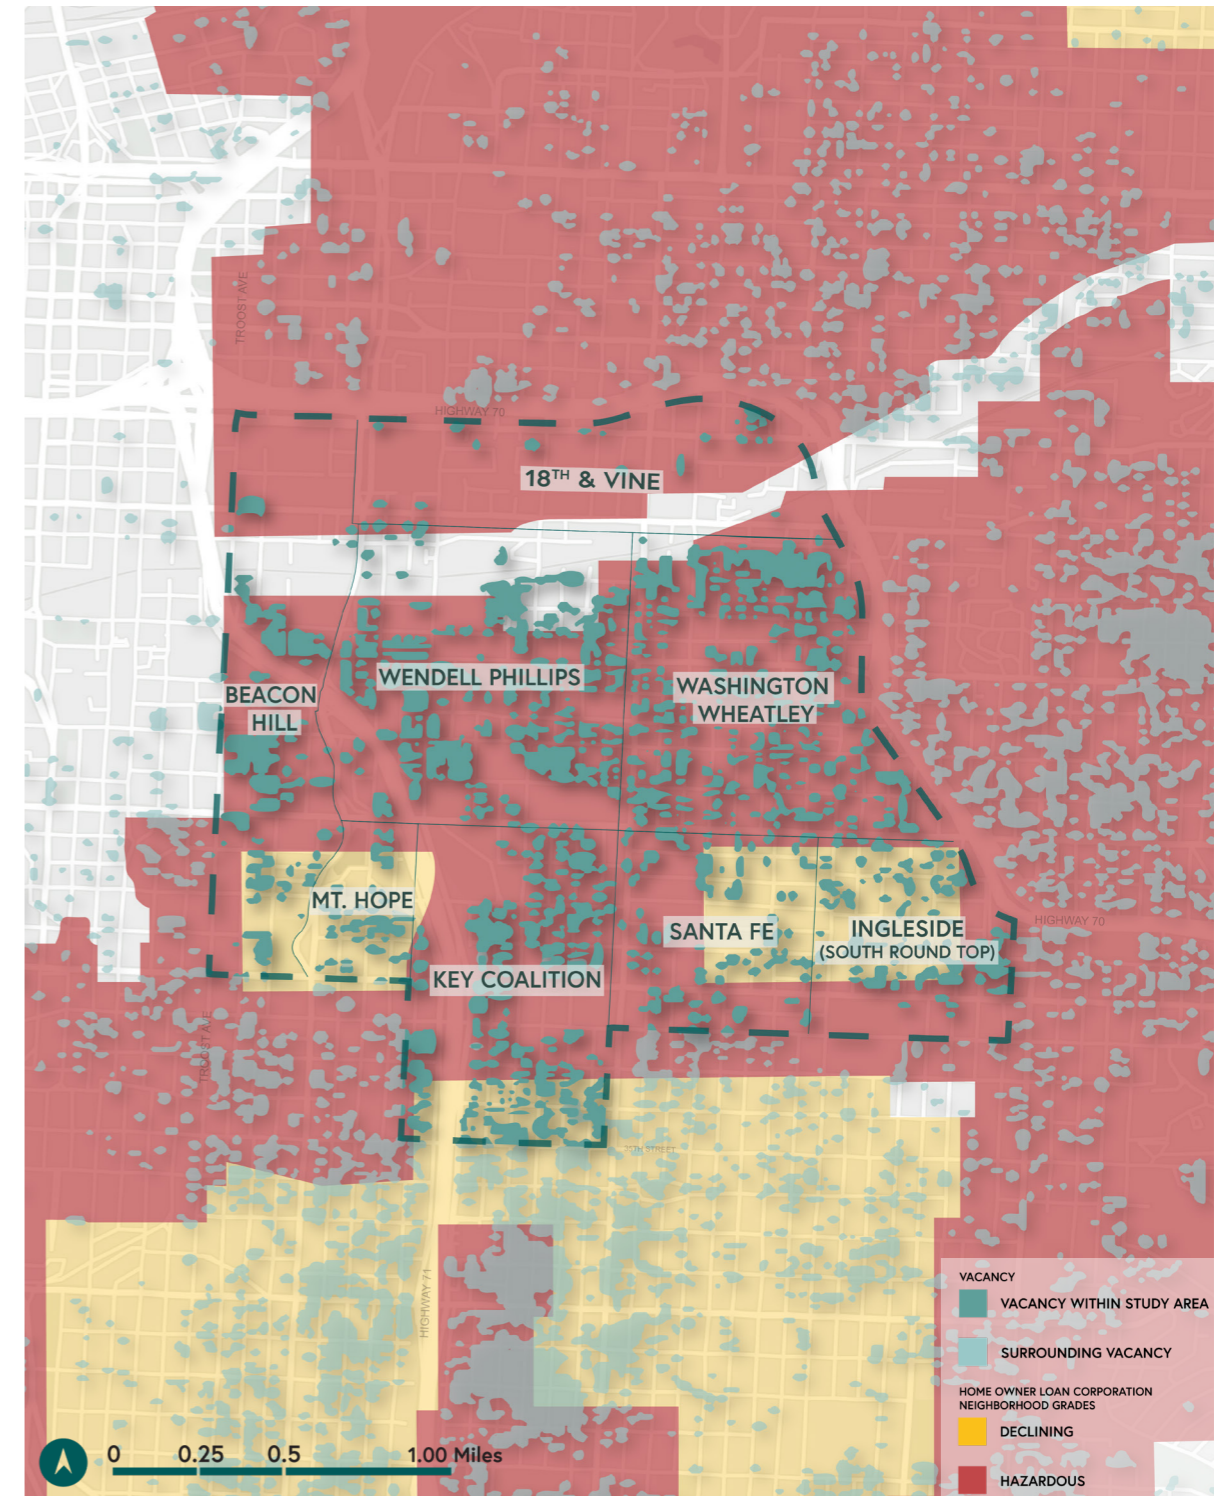 TROOST AVE
HIGHWAY 70
18TH & VINE
WENDELL PHILLIPS
BEACON
HILL
WASHINGTON
WHEATLEY
MT. HOPE
SANTA FE
INGLESIDE
(SOUTH ROUND TOP)
HIGHWAY 70
KEY COALITION
TROOST AVE
35TH STREET
HIGHWAY 71
VACANCY
VACANCY WITHIN STUDY AREA
SURROUNDING VACANCY
HOME OWNER LOAN CORPORATION
NEIGHBORHOOD GRADES
DECLINING
HAZARDOUS
0 0.25 0.5 1.00 Miles